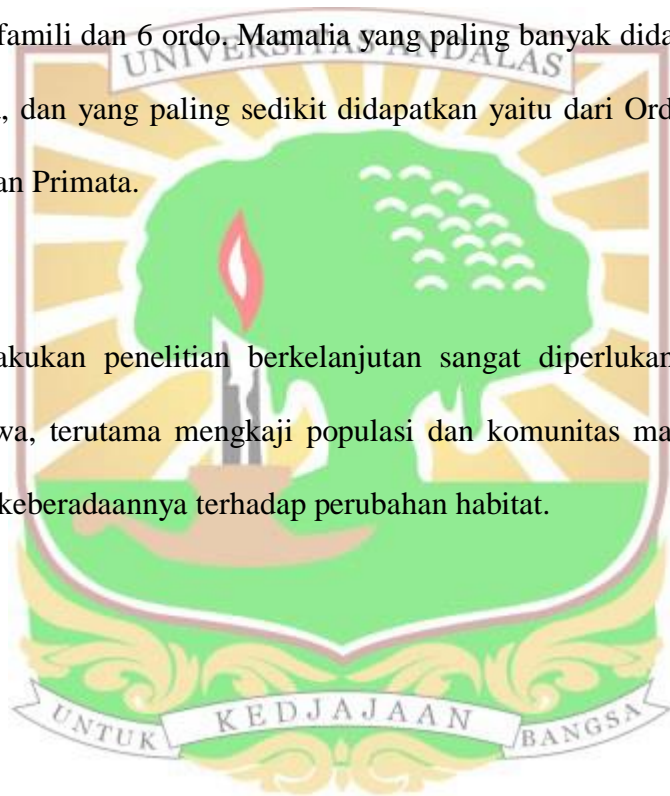 famili dan 6 ordo. Mamalia yang paling banyak dida
UNIVERSITAS ANDALAS
, dan yang paling sedikit didapatkan yaitu dari Ord
an Primata.
akukan penelitian berkelanjutan sangat diperlukan
wa, terutama mengkaji populasi dan komunitas ma
keberadaannya terhadap perubahan habitat.
UNTUK KEDJAJAAN BANGSA